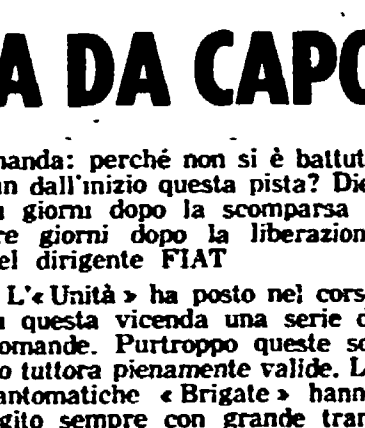 A DA CAPO
manda: perché non si è battut
n dall'inizio questa pista? Die
i giorni dopo la scomparsa
re giorni dopo la liberazion
el dirigente FIAT
L'« Unità » ha posto nel cors
questa vicenda una serie d
omande. Purtroppo queste so
o tuttora pienamente valide. L
antomatiche « Brigate » hann
gito sempre con grande tran